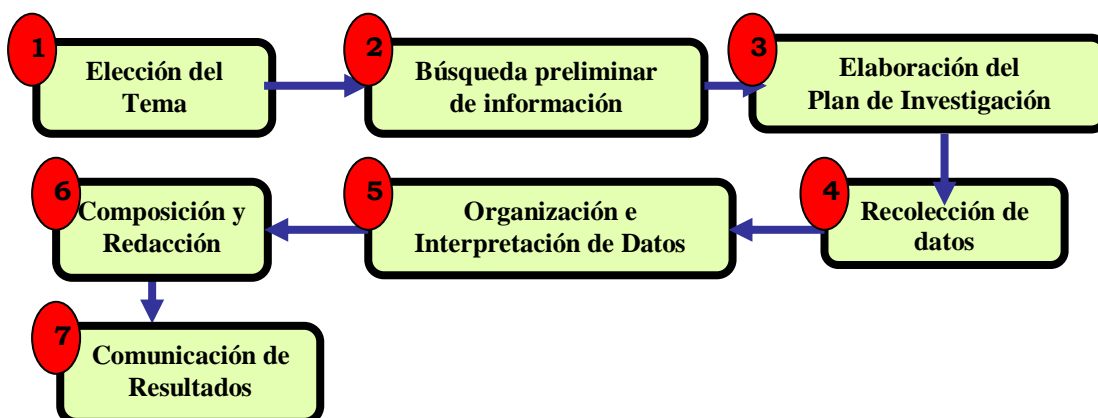 1
Elección del
Tema
2
Búsqueda preliminar
de información
3
Elaboración del
Plan de Investigación
4
Recolección de
datos
5
Organización e
Interpretación de Datos
6
Composición y
Redacción
7
Comunicación de
Resultados